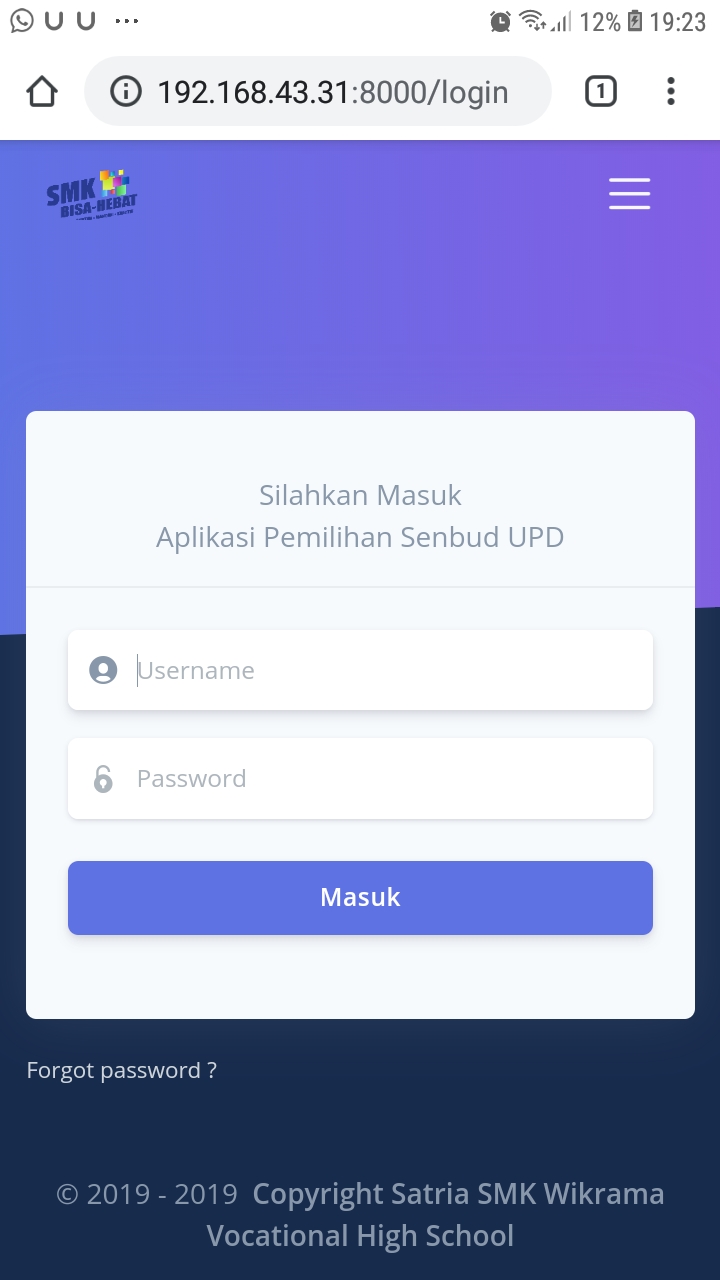 12% 19:23
192.168.43.31:8000/login
1
SMK
BISA-HEBAT
Silahkan Masuk
Aplikasi Pemilihan Senbud UPD
Username
Password
Masuk
Forgot password ?
© 2019 - 2019 Copyright Satria SMK Wikrama
Vocational High School